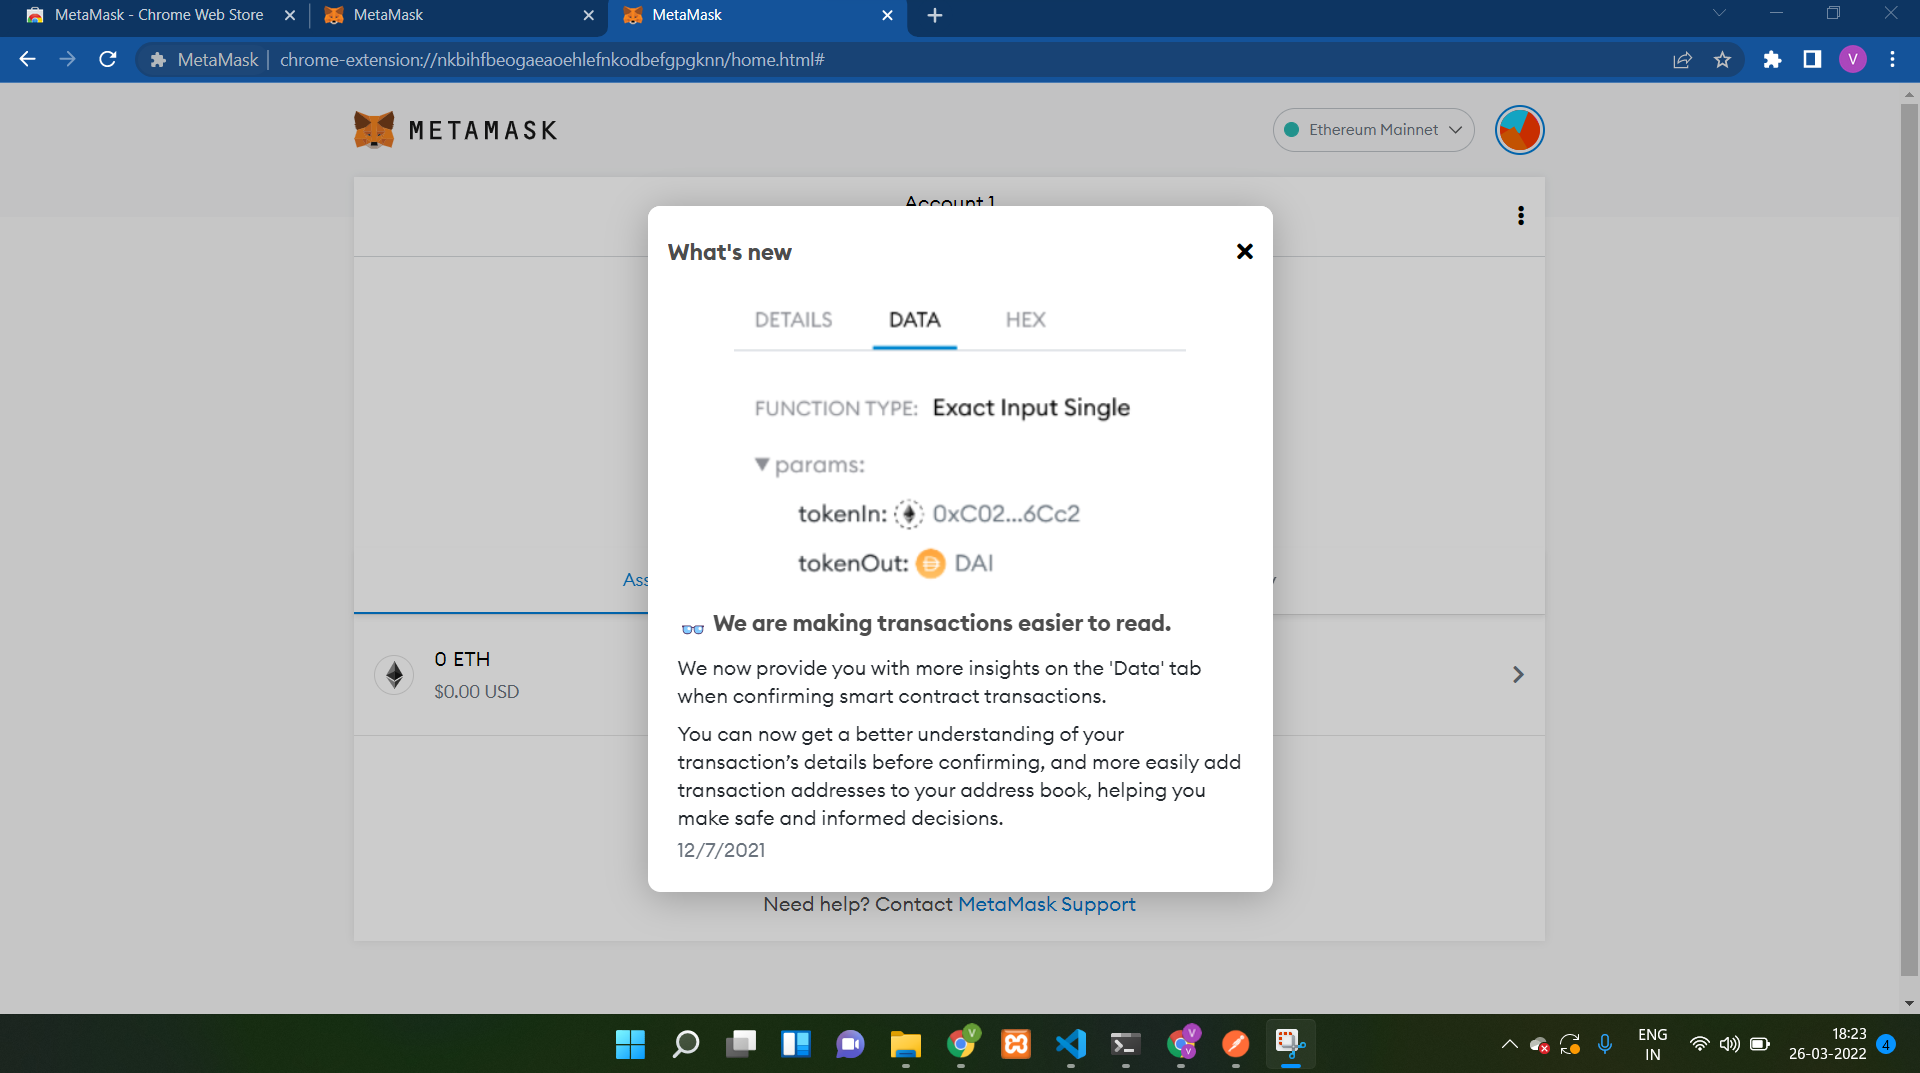 MetaMask - Chrome Web Store
MetaMask
MetaMask
MetaMask
chrome-extension://nkbihfbeogaeaoehlefnkodbefgpgknn/home.html#
V
METAMASK
Ethereum Mainnet
Account 1
What's new
DETAILS
DATA
HEX
FUNCTION TYPE: Exact Input Single
params:
tokenIn: 0xC02...6Cc2
tokenOut: DAI
Ass
👓 We are making transactions easier to read.
We now provide you with more insights on the 'Data' tab
when confirming smart contract transactions.
You can now get a better understanding of your
transaction’s details before confirming, and more easily add
transaction addresses to your address book, helping you
make safe and informed decisions.
12/7/2021
0 ETH
$0.00 USD
Need help? Contact MetaMask Support
V
V
V
ENG
IN
18:23
26-03-2022
4